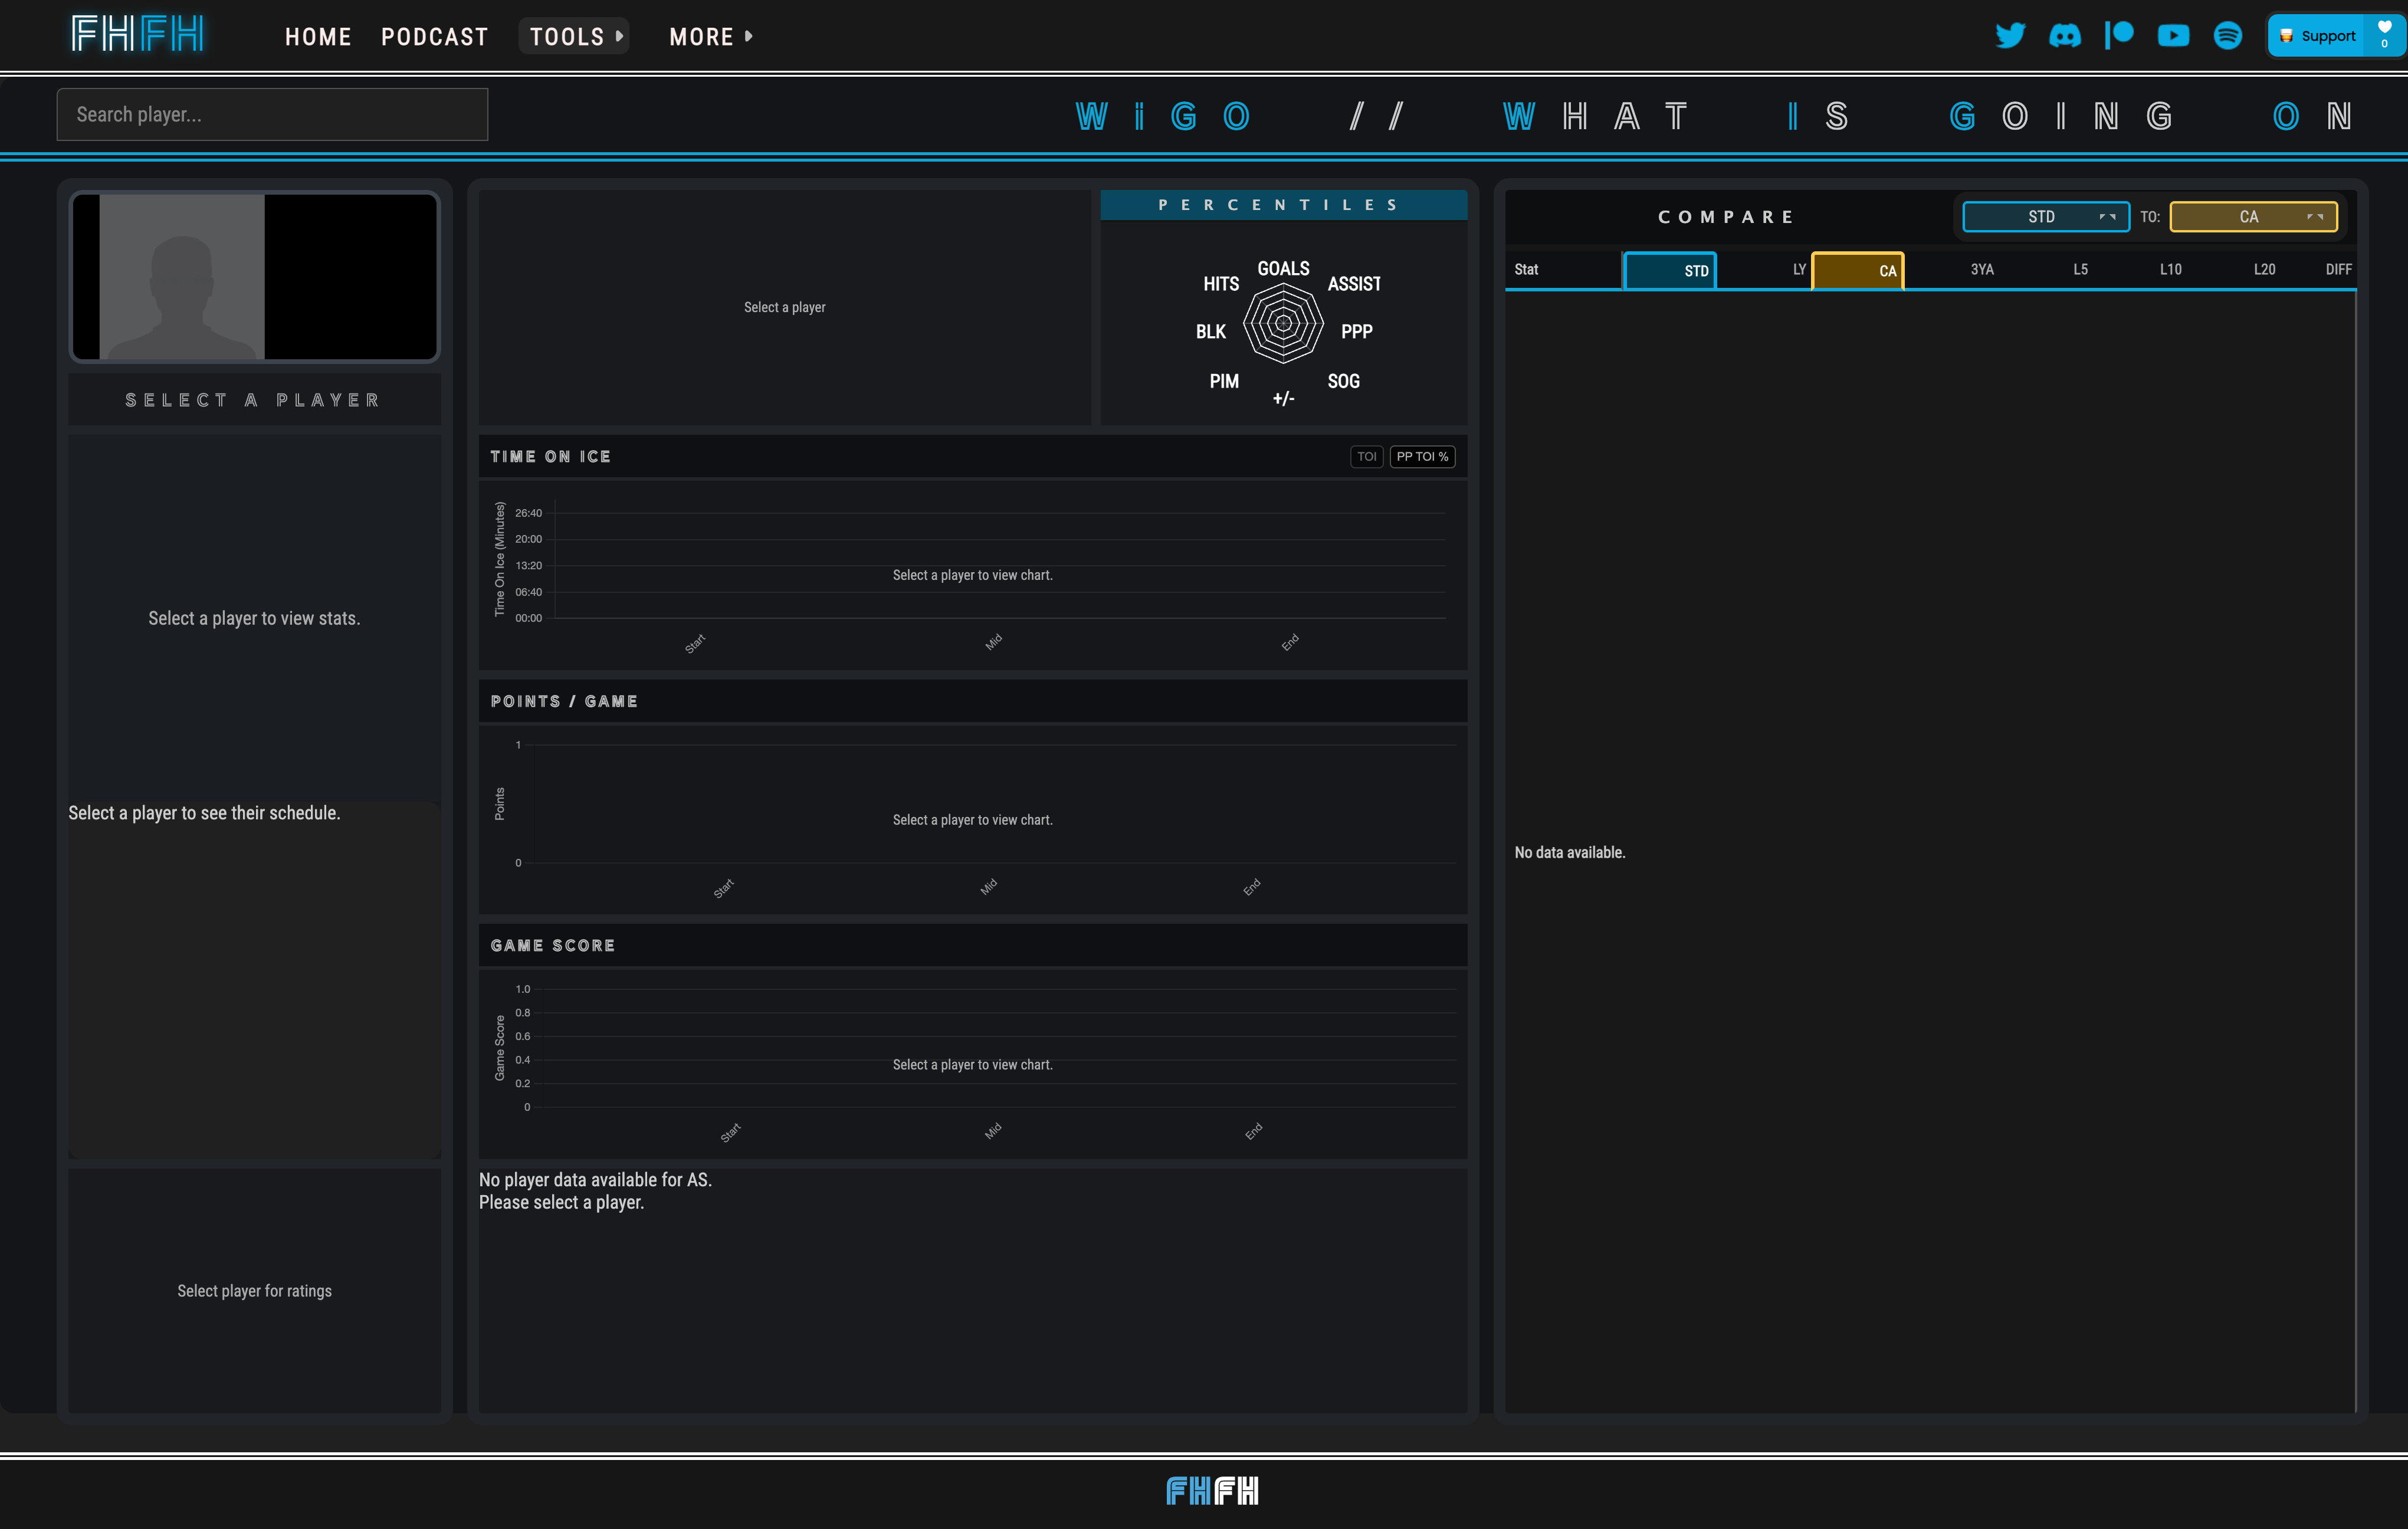 FHFH HOME PODCAST TOOLS MORE Support 0
Search player...
WiGO // WHAT IS GOING ON
SELECT A PLAYER
Select a player to view stats.
Select a player to see their schedule.
Select player for ratings
Select a player
PERCENTILES
GOALS
HITS ASSIST
BLK PPP
PIM SOG
+/-
TIME ON ICE TOI PP TOI %
Time On Ice (Minutes)
26:40
20:00
13:20
Select a player to view chart.
06:40
00:00
Start Mid End
POINTS / GAME
Points
1
Select a player to view chart.
0
Start Mid End
GAME SCORE
Game Score
1.0
0.8
0.6
0.4
Select a player to view chart.
0.2
0
Start Mid End
No player data available for AS.
Please select a player.
COMPARE STD TO: CA
Stat STD LY CA 3YA L5 L10 L20 DIFF
No data available.
FHFH